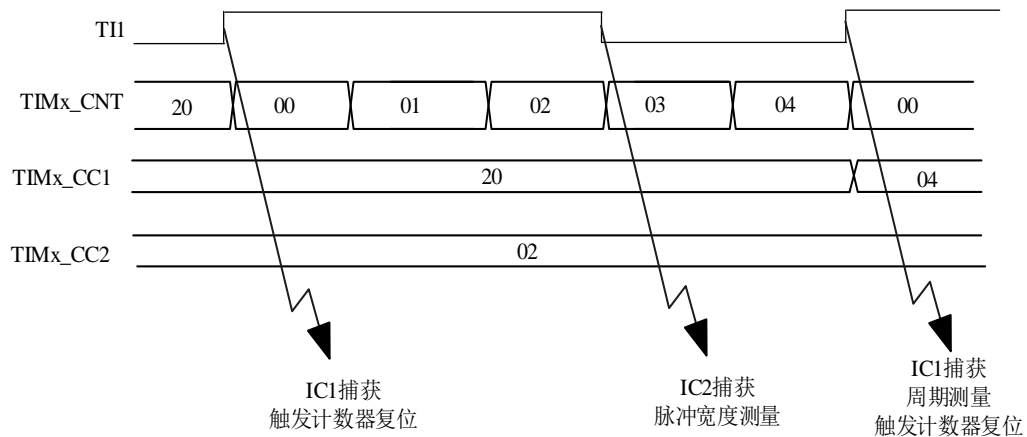 TI1
TIMx_CNT
20
00
01
02
03
04
00
TIMx_CC1
20
04
TIMx_CC2
02
IC1捕获
触发计数器复位
IC2捕获
脉冲宽度测量
IC1捕获
周期测量
触发计数器复位